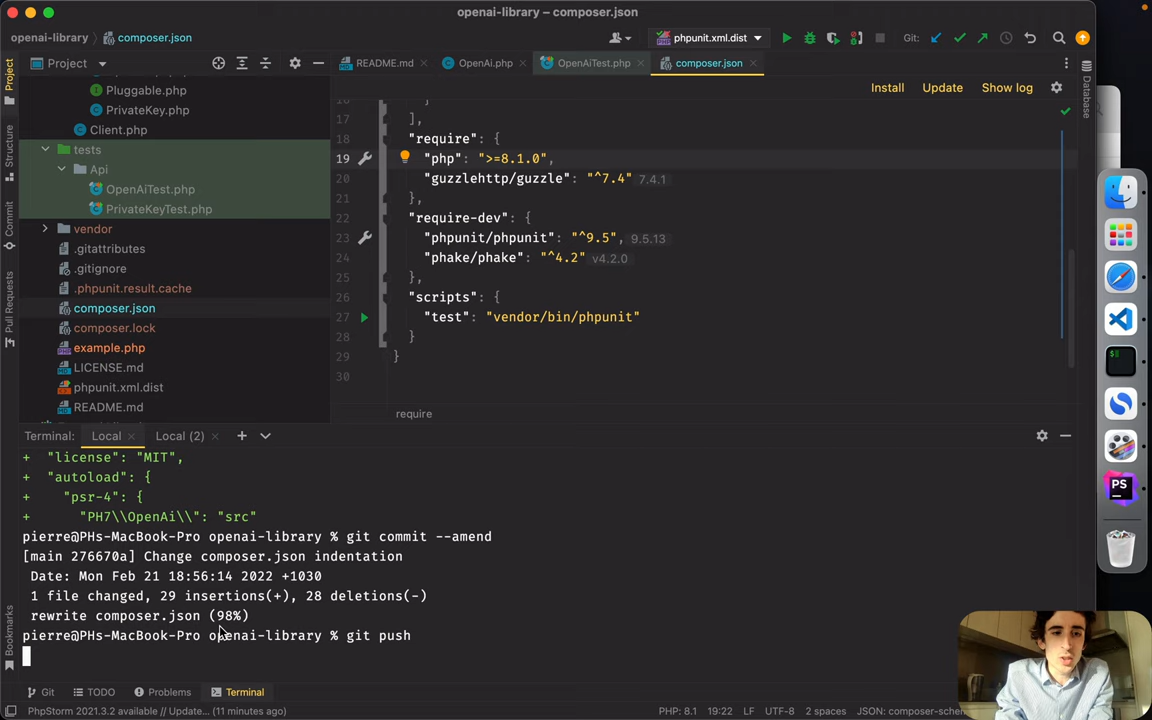 openai-library – composer.json
openai-library
composer.json
phpunit.xml.dist
Git:
Project
README.md
OpenAi.php
OpenAiTest.php
composer.json
Install
Update
Show log
Pluggable.php
PrivateKey.php
Client.php
tests
Api
OpenAiTest.php
PrivateKeyTest.php
vendor
.gitattributes
.gitignore
.phpunit.result.cache
composer.json
composer.lock
example.php
LICENSE.md
phpunit.xml.dist
README.md
17 ],
18 "require": {
19 "php": ">=8.1.0",
20 "guzzlehttp/guzzle": "^7.4" 7.4.1
21 },
22 "require-dev": {
23 "phpunit/phpunit": "^9.5", 9.5.13
24 "phake/phake": "^4.2" v4.2.0
25 },
26 "scripts": {
27 "test": "vendor/bin/phpunit"
28 }
29 }
30
require
Project
Structure
Commit
Pull Requests
Bookmarks
Database
PS
Terminal:
Local
Local (2)
+ "license": "MIT",
+ "autoload": {
+ "psr-4": {
+ "PH7\\OpenAi\\": "src"
pierre@PHs-MacBook-Pro openai-library % git commit --amend
[main 276670a] Change composer.json indentation
Date: Mon Feb 21 18:56:14 2022 +1030
1 file changed, 29 insertions(+), 28 deletions(-)
rewrite composer.json (98%)
pierre@PHs-MacBook-Pro openai-library % git push
Git
TODO
Problems
Terminal
PhpStorm 2021.3.2 available // Update... (11 minutes ago)
PHP: 8.1
19:22
LF
UTF-8
2 spaces